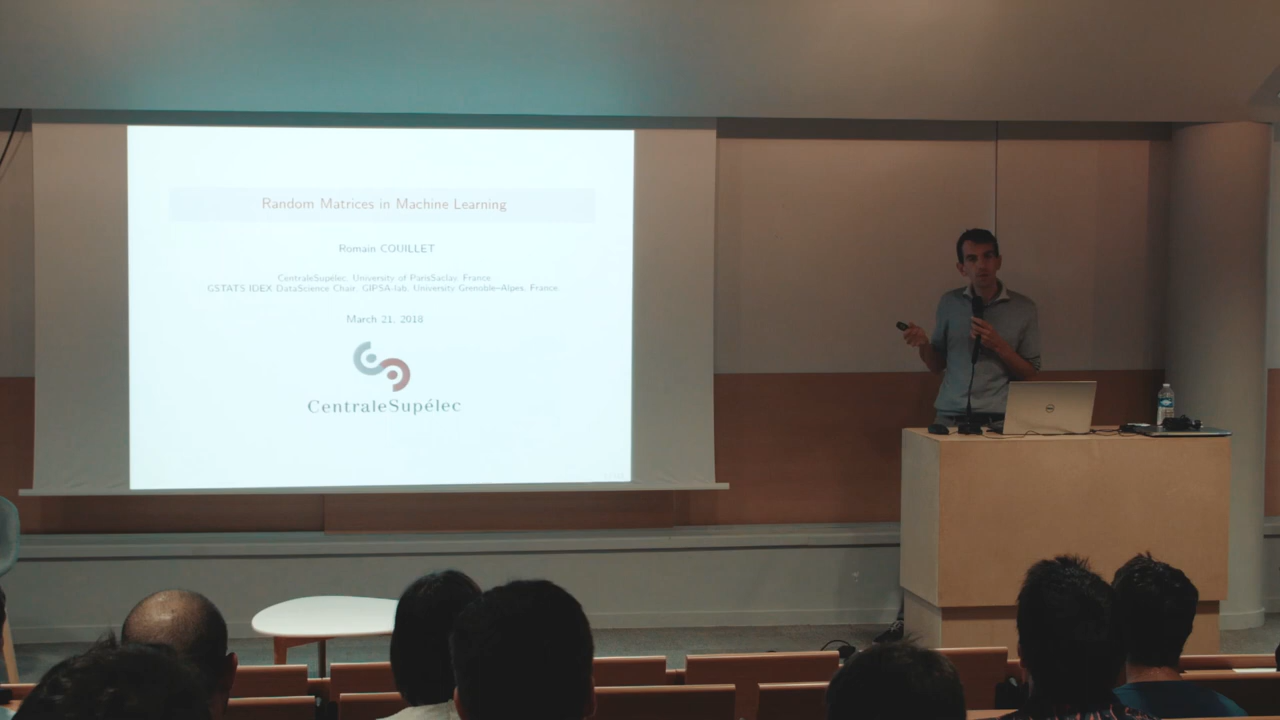 Random Matrices in Machine Learning
Romain COUILLET
CentraleSupélec, University of ParisSaclay, France
GSTATS IDEX DataScience Chair, GIPSA-lab, University Grenoble–Alpes, France.
March 21, 2018
CentraleSupélec
DELL